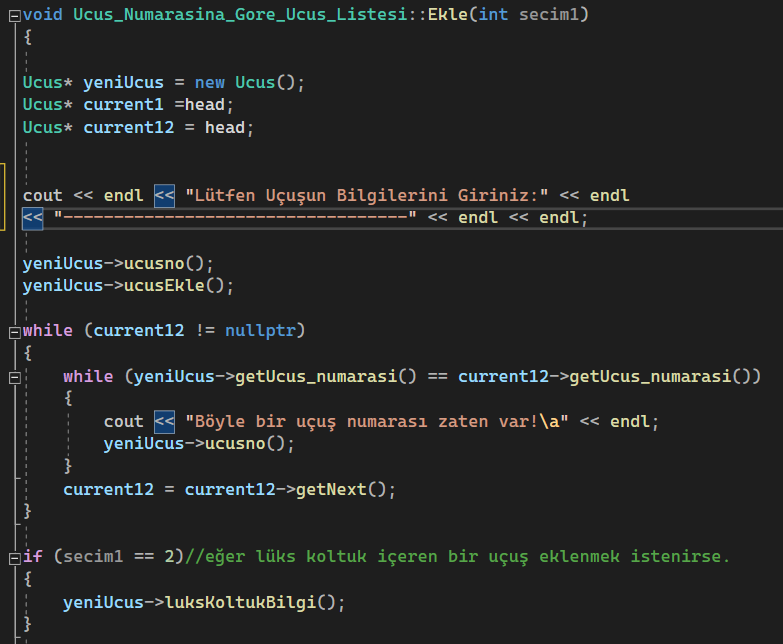 void Ucus_Numarasina_Gore_Ucus_Listesi::Ekle(int secim1)
{
Ucus* yeniUcus = new Ucus();
Ucus* current1 =head;
Ucus* current12 = head;
cout << endl << "Lütfen Uçuşun Bilgilerini Giriniz:" << endl
<< "----------------------------------" << endl << endl;
yeniUcus->ucusno();
yeniUcus->ucusEkle();
while (current12 != nullptr)
{
while (yeniUcus->getUcus_numarasi() == current12->getUcus_numarasi())
{
cout << "Böyle bir uçuş numarası zaten var!\a" << endl;
yeniUcus->ucusno();
}
current12 = current12->getNext();
}
if (secim1 == 2)//eğer lüks koltuk içeren bir uçuş eklenmek istenirse.
{
yeniUcus->luksKoltukBilgi();
}